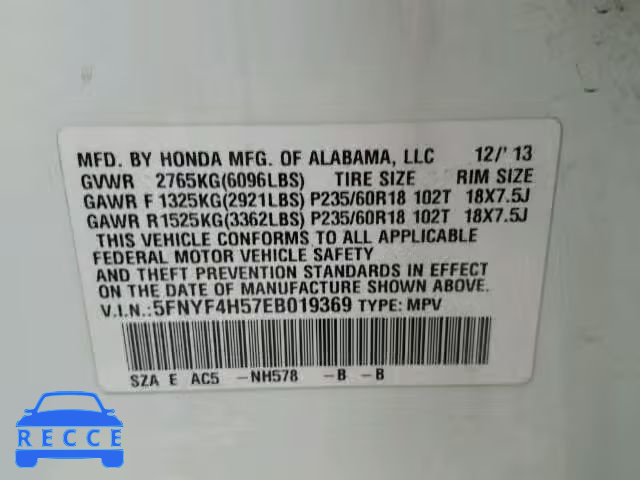 MFD. BY HONDA MFG. OF ALABAMA, LLC 12/'13
GVWR 2765KG(6096LBS) TIRE SIZE RIM SIZE
GAWR F 1325KG(2921LBS) P235/60R18 102T 18X7.5J
GAWR R1525KG(3362LBS) P235/60R18 102T 18X7.5J
THIS VEHICLE CONFORMS TO ALL APPLICABLE
FEDERAL MOTOR VEHICLE SAFETY
AND THEFT PREVENTION STANDARDS IN EFFECT
ON THE DATE OF MANUFACTURE SHOWN ABOVE.
V.I.N.:5FNYF4H57EB019369 TYPE: MPV
SZA E AC5 -NH578 -B -B
RECCE